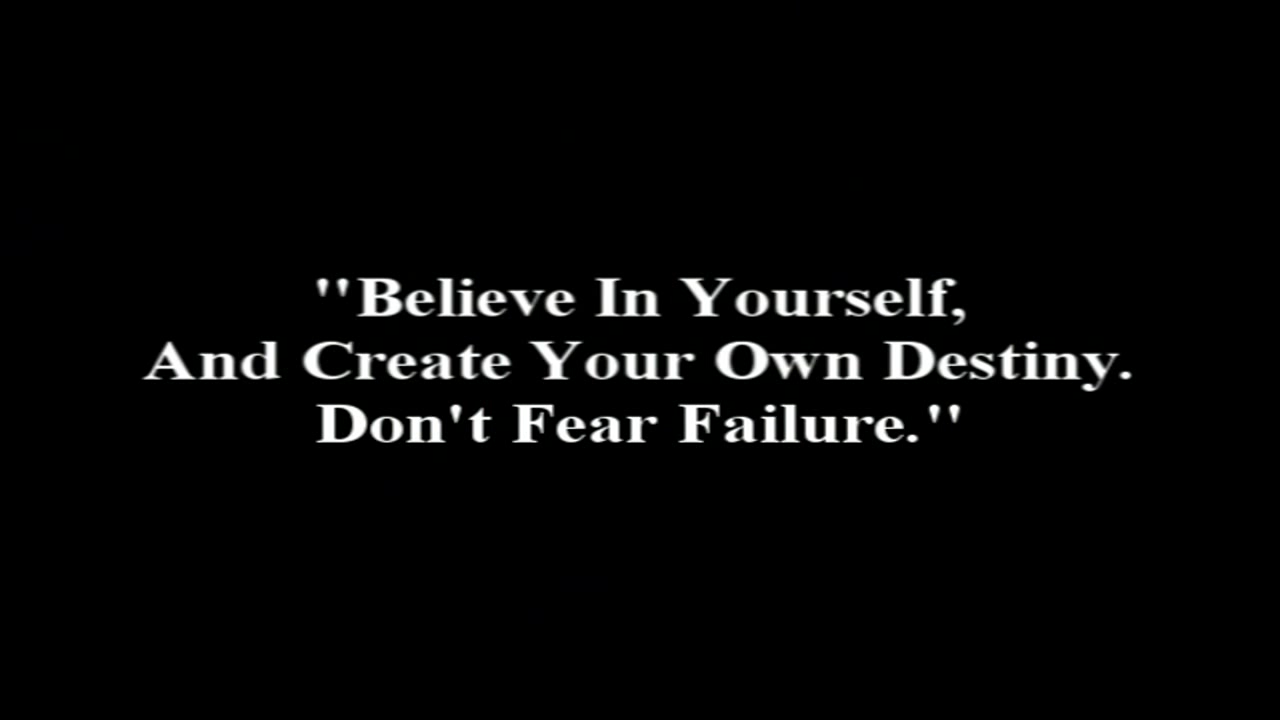 "Believe In Yourself,
And Create Your Own Destiny.
Don't Fear Failure."